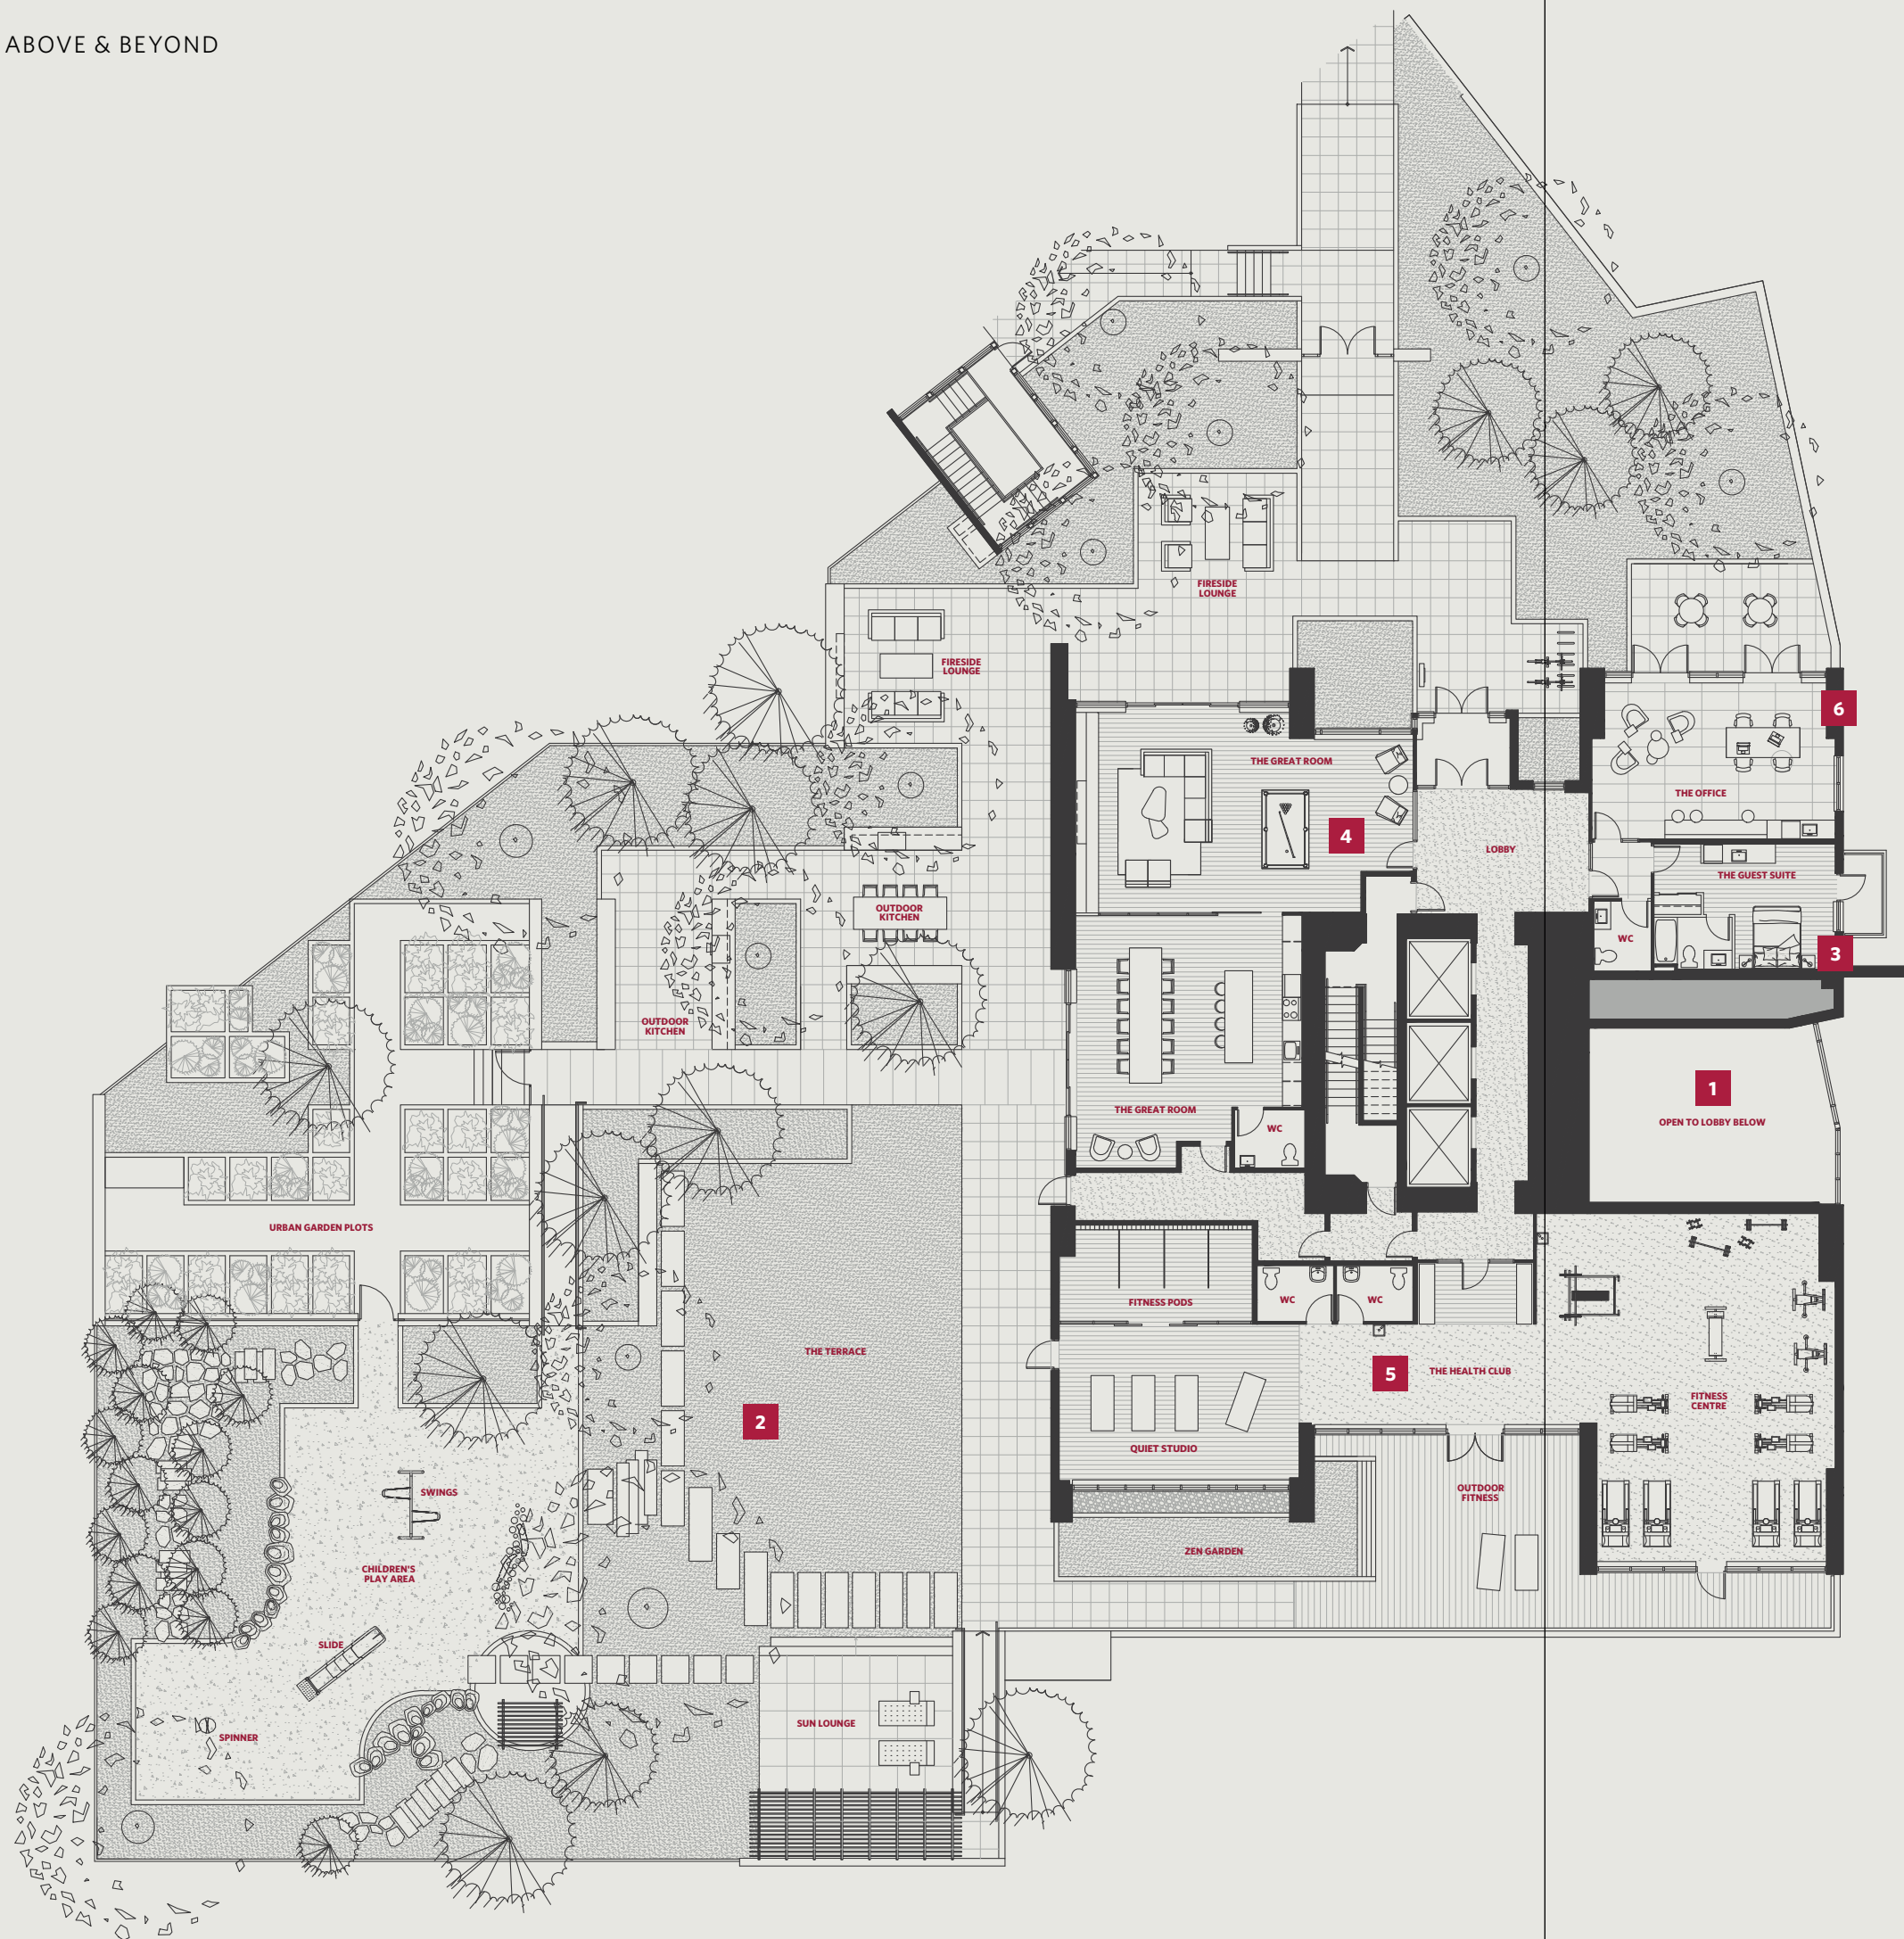 ABOVE & BEYOND
FIRESIDE
LOUNGE
FIRESIDE
LOUNGE
6
THE GREAT ROOM
THE OFFICE
4
LOBBY
THE GUEST SUITE
OUTDOOR
KITCHEN
WC
3
OUTDOOR
KITCHEN
1
THE GREAT ROOM
OPEN TO LOBBY BELOW
WC
URBAN GARDEN PLOTS
FITNESS PODS
WC
WC
THE TERRACE
5
THE HEALTH CLUB
FITNESS
CENTRE
2
QUIET STUDIO
SWINGS
OUTDOOR
FITNESS
ZEN GARDEN
CHILDREN'S
PLAY AREA
SLIDE
SUN LOUNGE
SPINNER